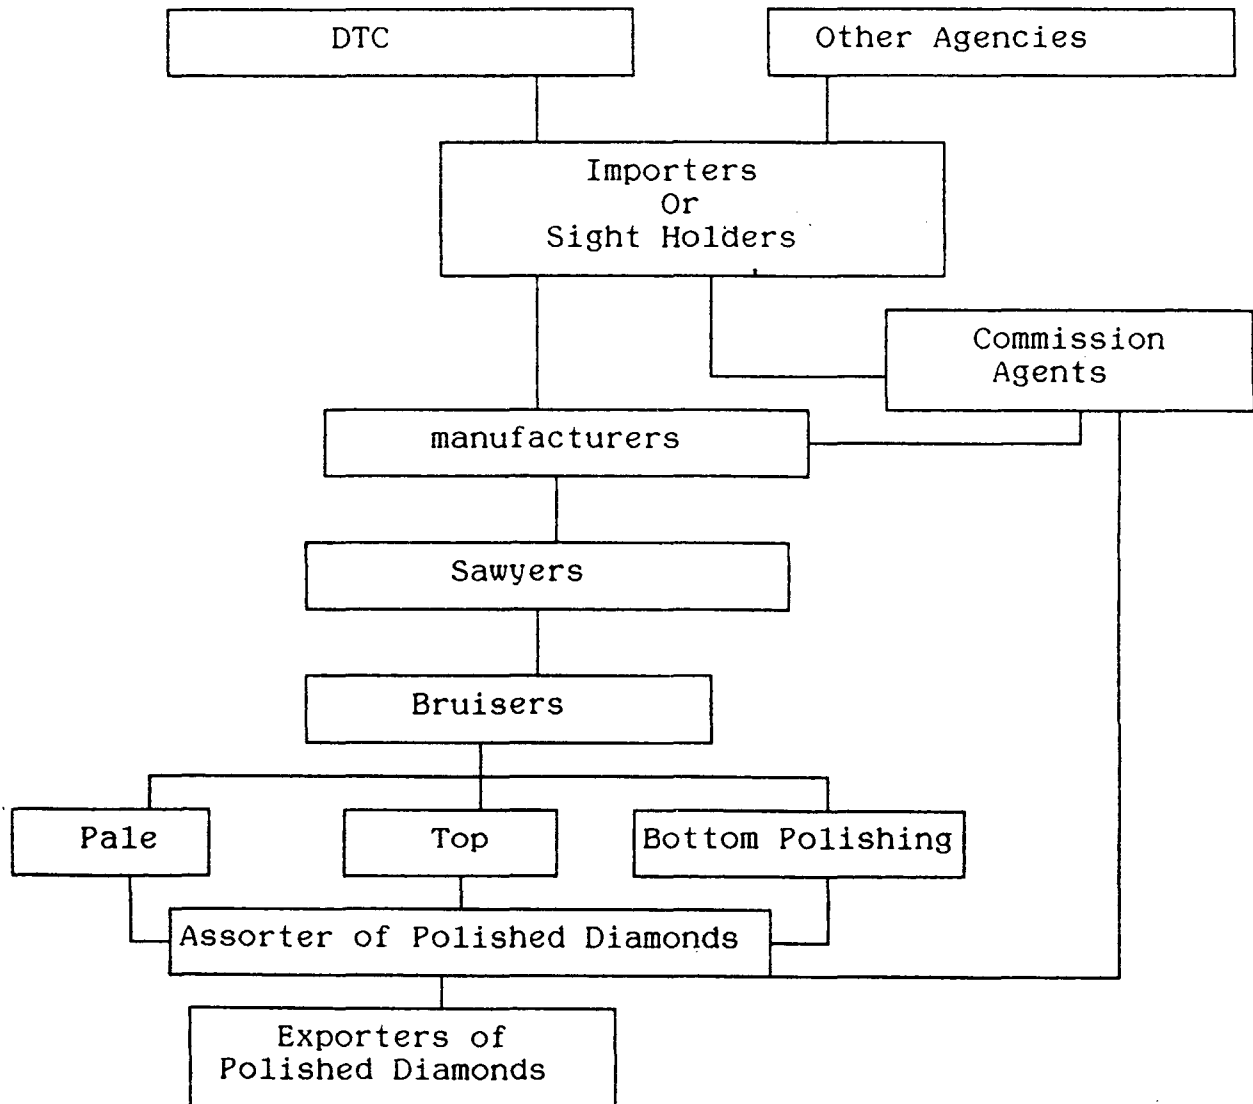 DTC
Other Agencies
Importers
Or
Sight Holders
Commission
Agents
manufacturers
Sawyers
Bruisers
Pale
Top
Bottom Polishing
Assorter of Polished Diamonds
Exporters of
Polished Diamonds